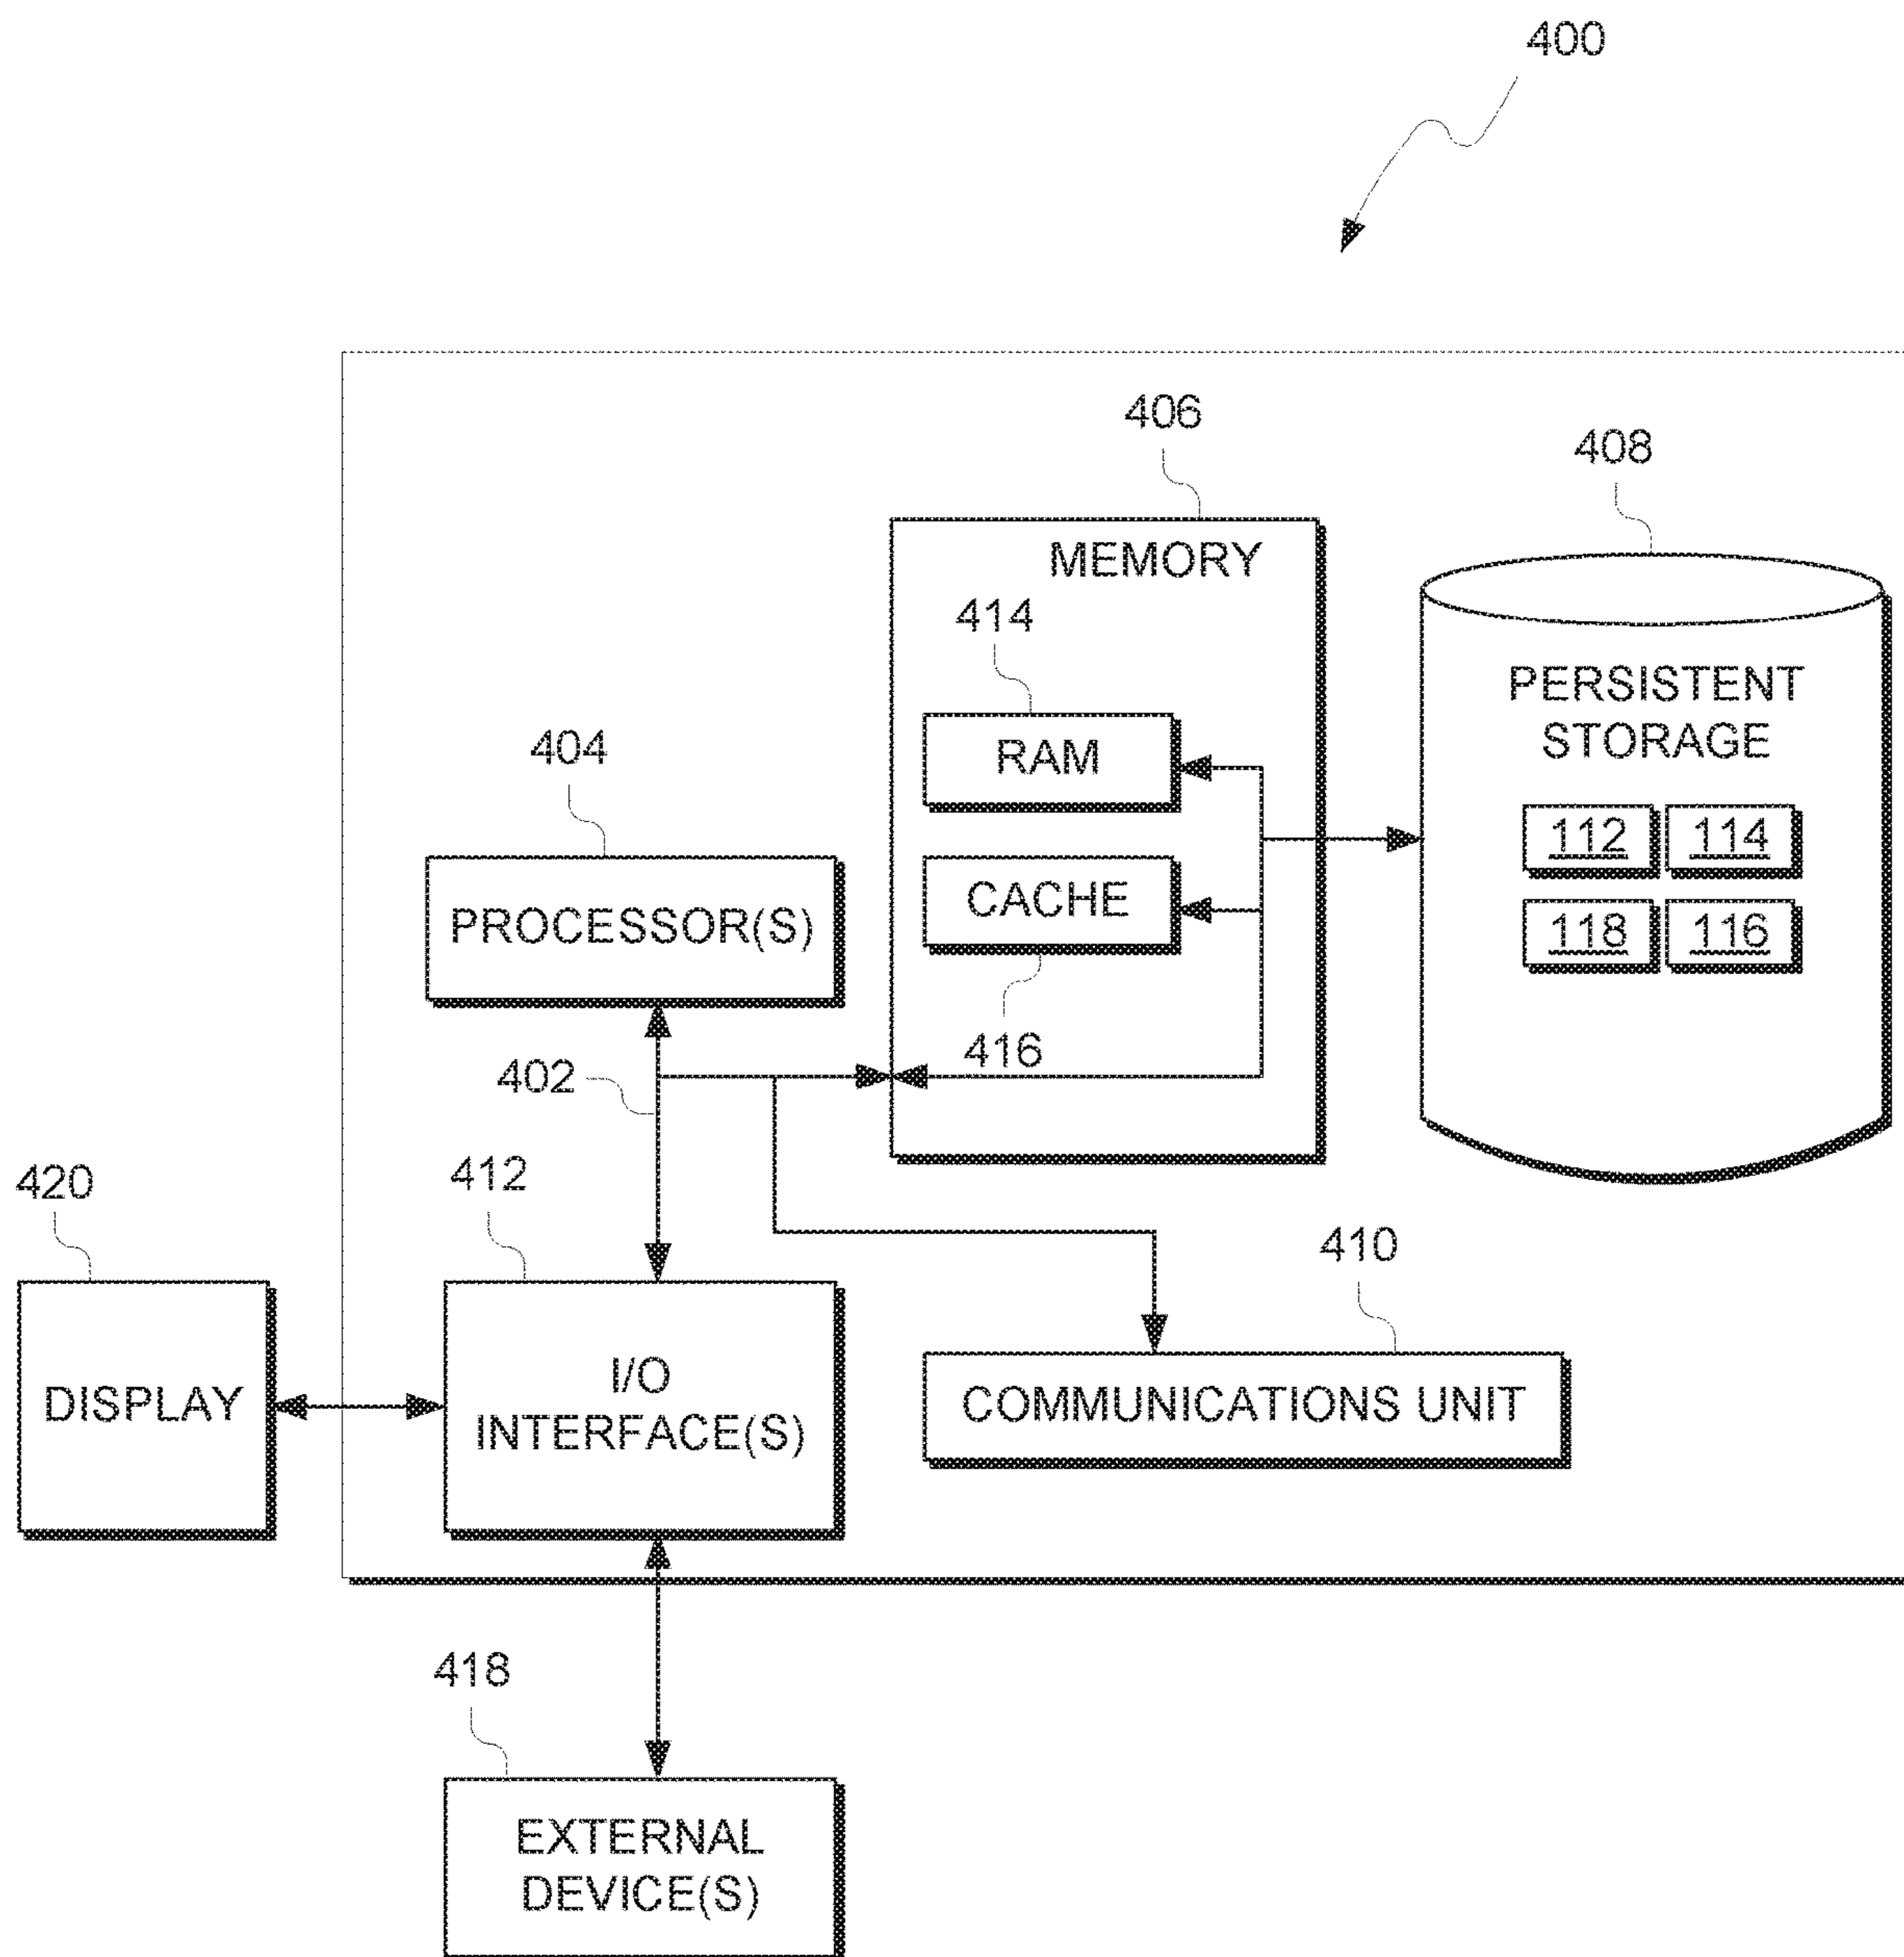 400
406
408
MEMORY
414
PERSISTENT
STORAGE
RAM
404
112 114
CACHE
PROCESSOR(S)
118 116
416
402
420
412
410
I/O
INTERFACE(S)
DISPLAY
COMMUNICATIONS UNIT
418
EXTERNAL
DEVICE(S)